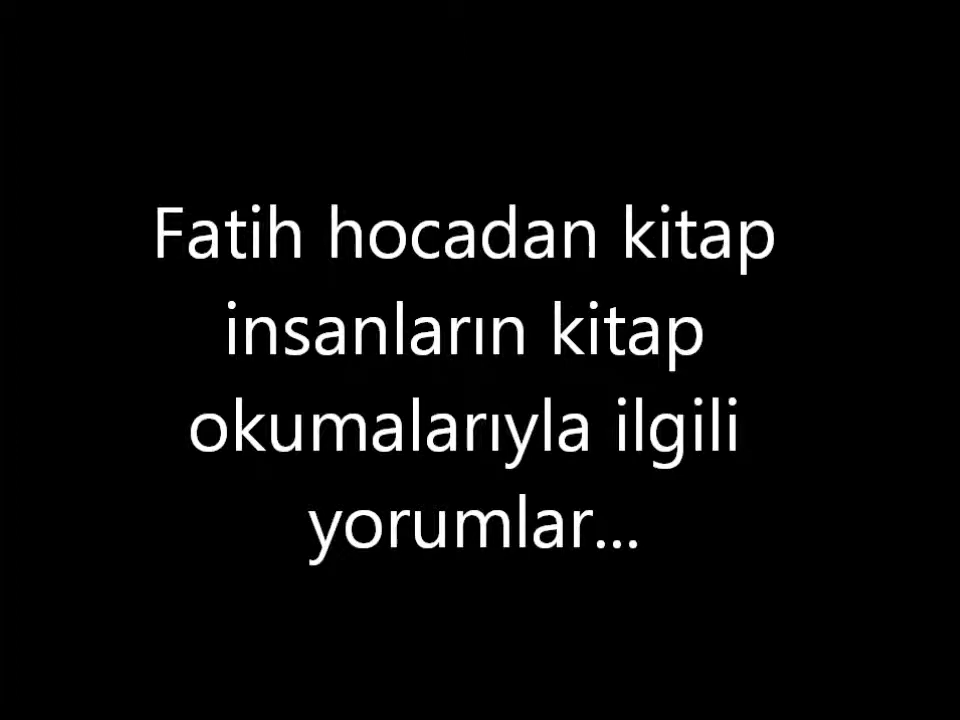 Fatih hocadan kitap
insanların kitap
okumalarıyla ilgili
yorumlar...